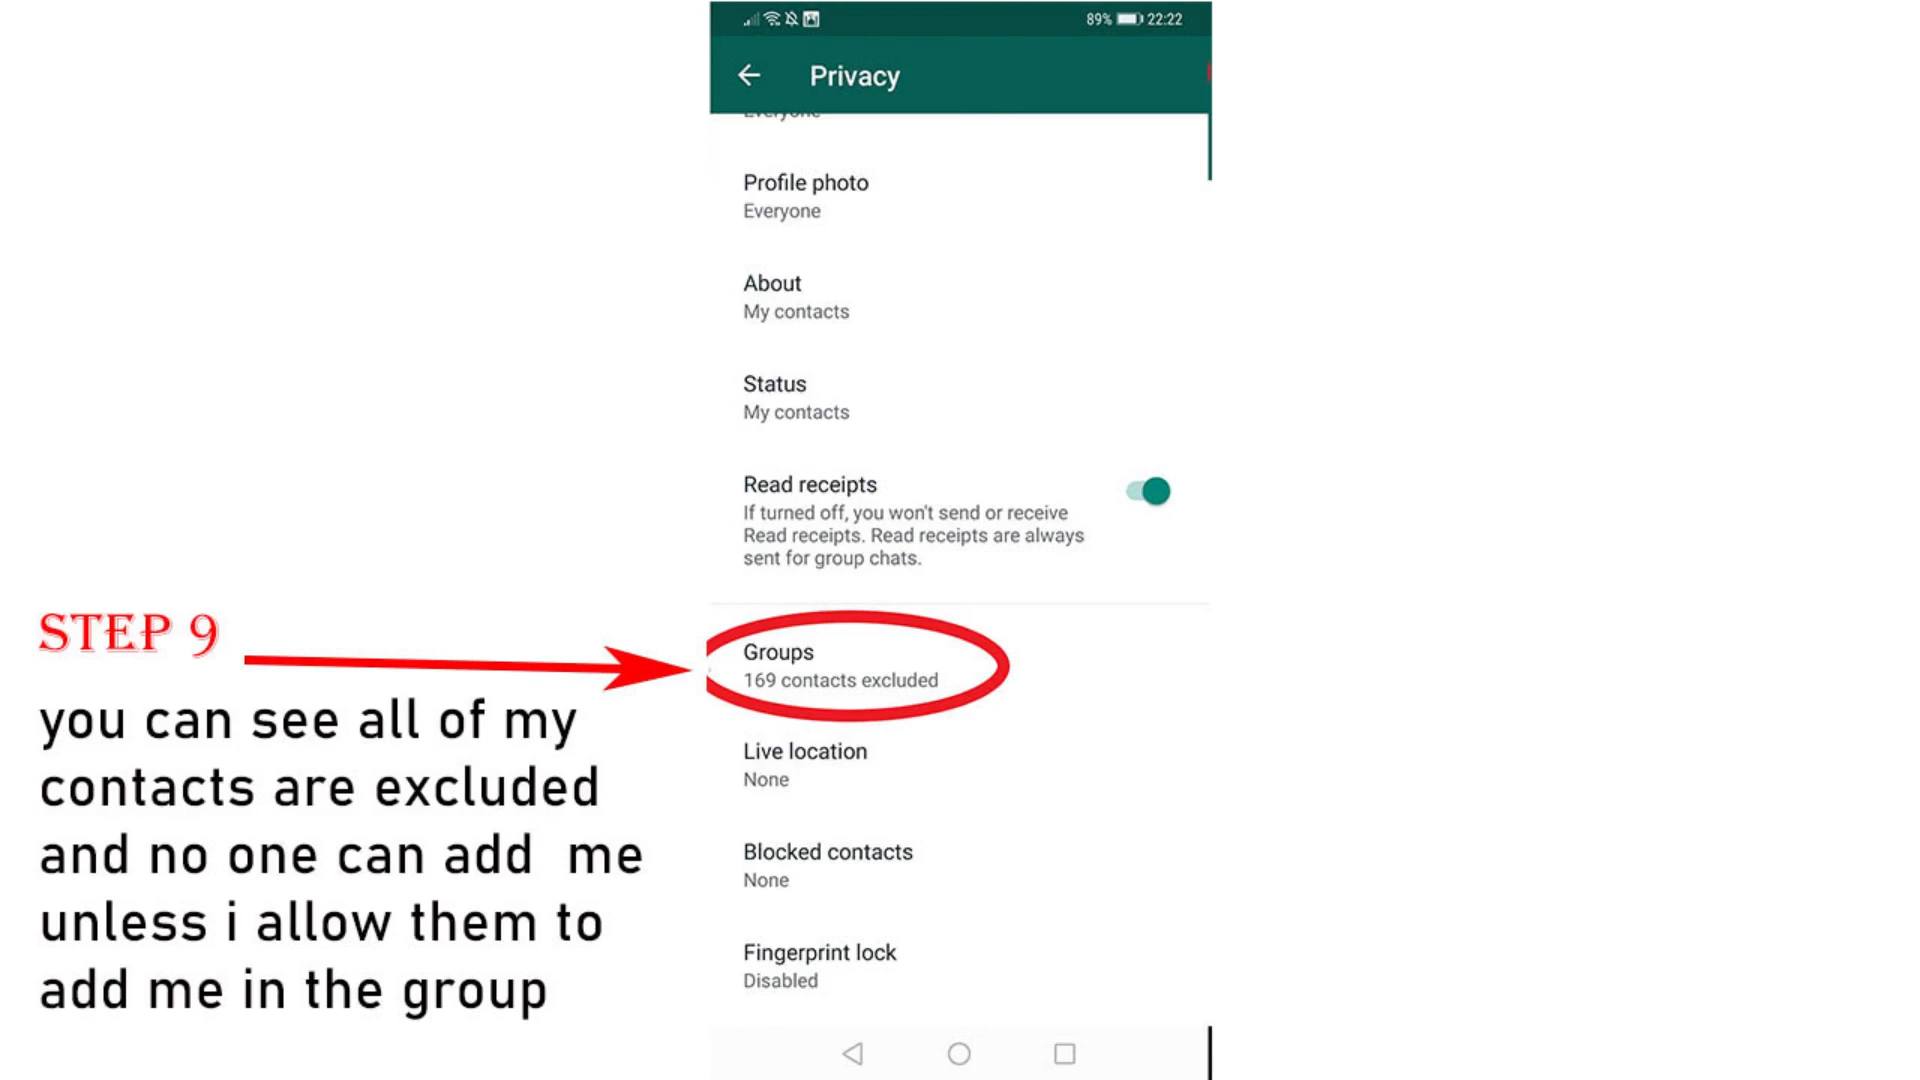 89% 22:22
Privacy
Everyone
Profile photo
Everyone
About
My contacts
Status
My contacts
Read receipts
If turned off, you won't send or receive
Read receipts. Read receipts are always
sent for group chats.
Groups
169 contacts excluded
Live location
None
Blocked contacts
None
Fingerprint lock
Disabled
STEP 9
you can see all of my
contacts are excluded
and no one can add me
unless i allow them to
add me in the group